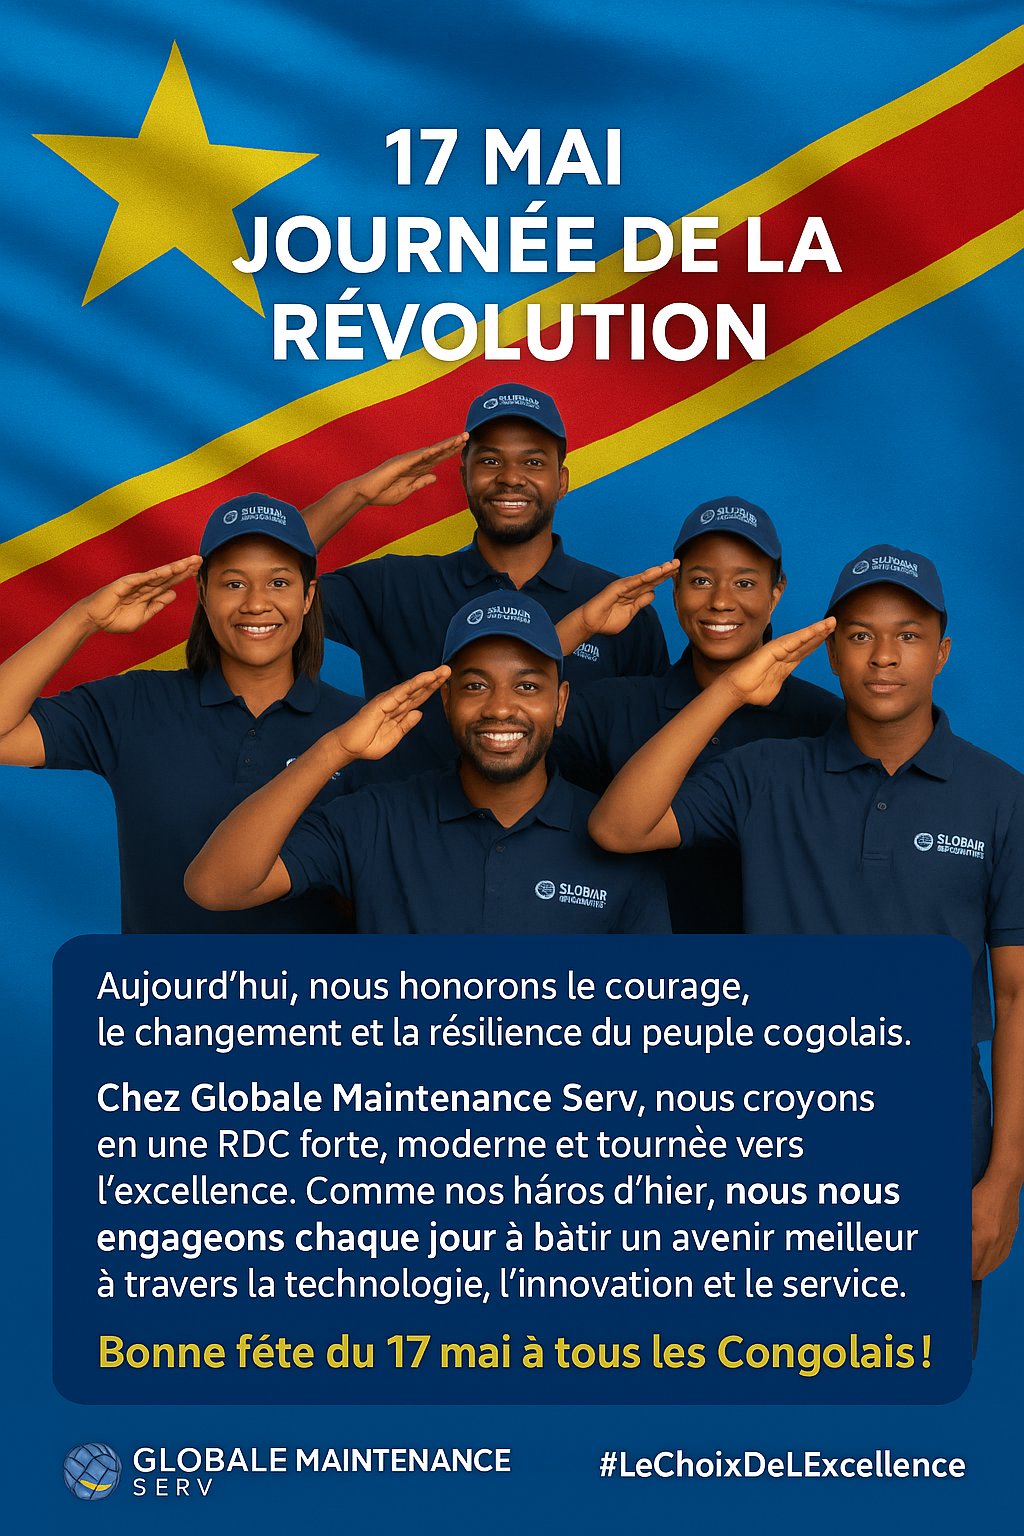 17 MAI
JOURNÉE DE LA
RÉVOLUTION
SLOBAIR
SLOBIAR
Aujourd’hui, nous honorons le courage,
le changement et la résilience du peuple cogolais.
Chez Globale Maintenance Serv, nous croyons
en une RDC forte, moderne et tournèe vers
l’excellence. Comme nos háros d’hier, nous nous
engageons chaque jour à bàtir un avenir meilleur
à travers la technologie, l’innovation et le service.
Bonne féte du 17 mai à tous les Congolais !
GLOBALE MAINTENANCE
SERV
#LeChoixDeLExcellence